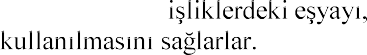 işliklerdeki eşyayı,
kullanılmasını sağlarlar.